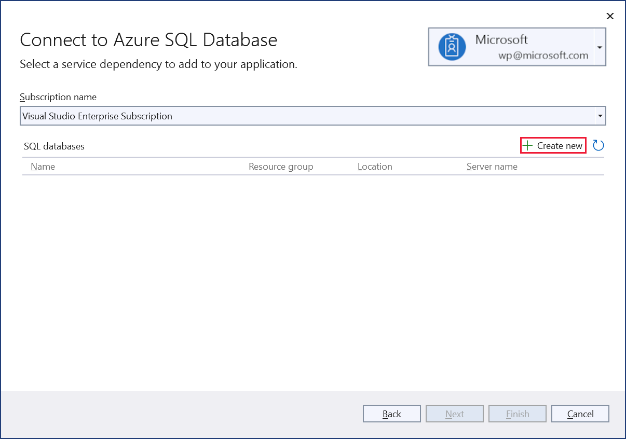 Connect to Azure SQL Database
Select a service dependency to add to your application.
Microsoft
wp@microsoft.com
Subscription name
Visual Studio Enterprise Subscription
SQL databases
Create new
Name Resource group Location Server name
Back Next Finish Cancel